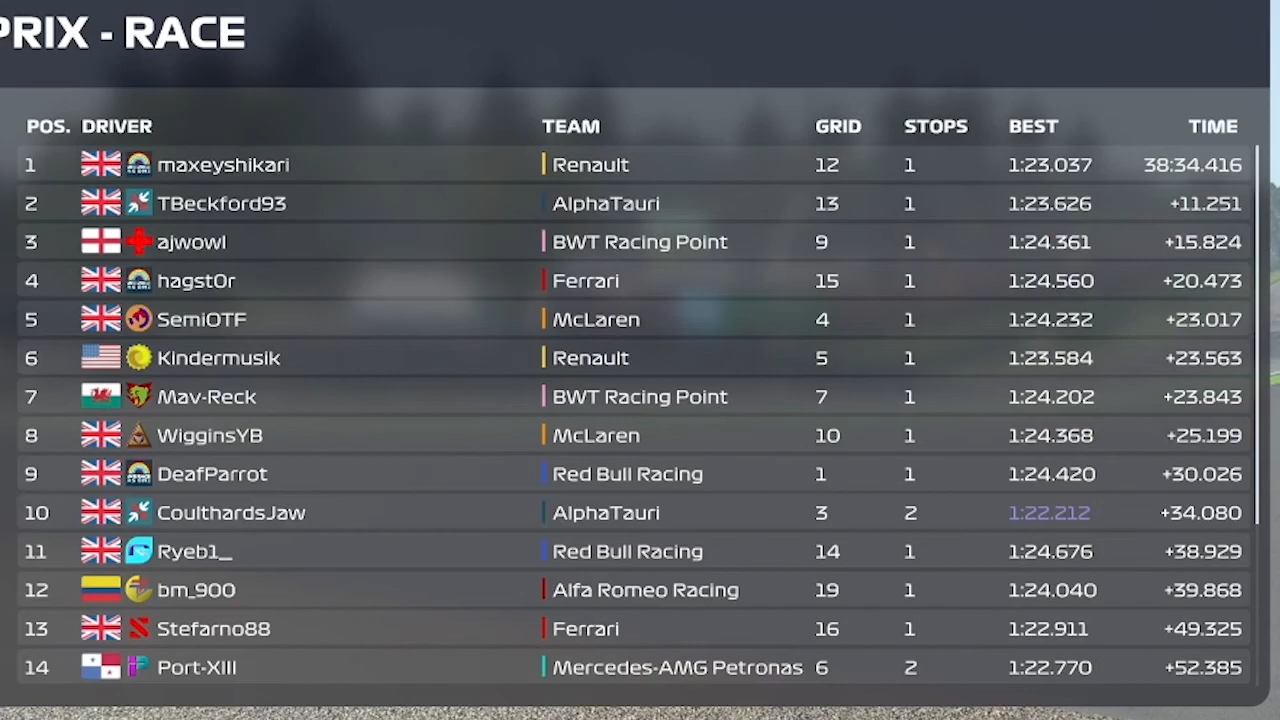 PRIX - RACE
POS. DRIVER TEAM GRID STOPS BEST TIME
1 maxeyshikari Renault 12 1 1:23.037 38:34.416
2 TBeckford93 AlphaTauri 13 1 1:23.626 +11.251
3 ajwowl BWT Racing Point 9 1 1:24.361 +15.824
4 hagst0r Ferrari 15 1 1:24.560 +20.473
5 SemiOTF McLaren 4 1 1:24.232 +23.017
6 Kindermusik Renault 5 1 1:23.584 +23.563
7 Mav-Reck BWT Racing Point 7 1 1:24.202 +23.843
8 WigginsYB McLaren 10 1 1:24.368 +25.199
9 DeafParrot Red Bull Racing 1 1 1:24.420 +30.026
10 CoulthardsJaw AlphaTauri 3 2 1:22.212 +34.080
11 Ryeb1_ Red Bull Racing 14 1 1:24.676 +38.929
12 bm_900 Alfa Romeo Racing 19 1 1:24.040 +39.868
13 Stefarno88 Ferrari 16 1 1:22.911 +49.325
14 Port-XIII Mercedes-AMG Petronas 6 2 1:22.770 +52.385